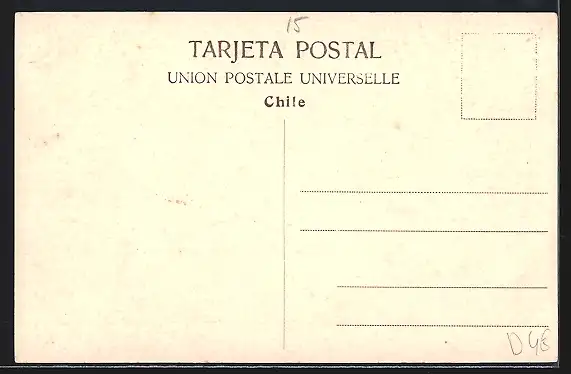 15
TARJETA POSTAL
UNION POSTALE UNIVERSELLE
Chile
D48